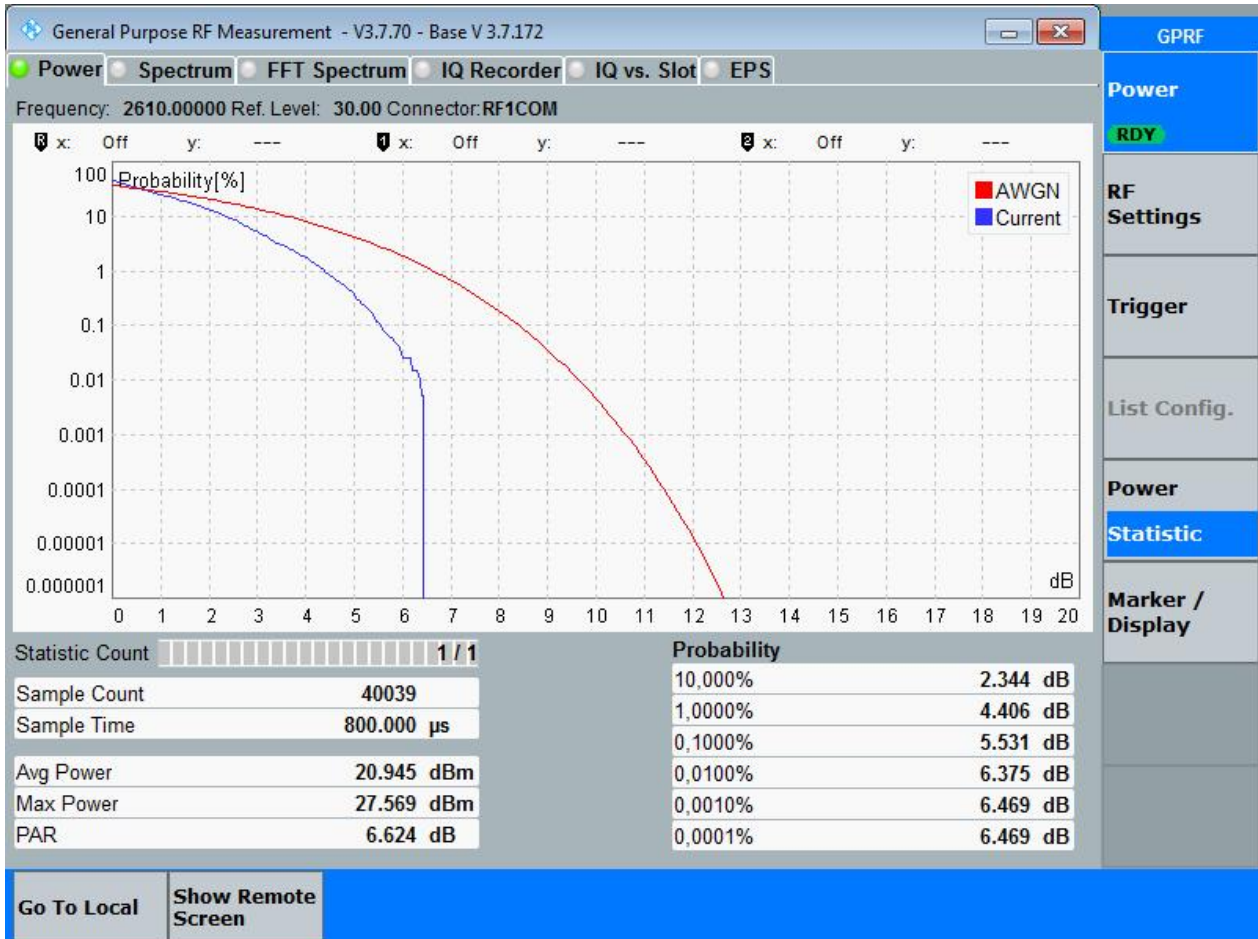 General Purpose RF Measurement - V3.7.70 - Base V 3.7.172
GPRF
Power Spectrum FFT Spectrum IQ Recorder IQ vs. Slot EPS
Frequency: 2610.00000 Ref. Level: 30.00 Connector: RF1COM
R x: Off y: --- 1 x: Off y: --- 2 x: Off y: ---
Probability[%]
AWGN
Current
100
10
1
0.1
0.01
0.001
0.0001
0.00001
0.000001
dB
0 1 2 3 4 5 6 7 8 9 10 11 12 13 14 15 16 17 18 19 20
Statistic Count 1 / 1
Sample Count 40039
Sample Time 800.000 µs
Avg Power 20.945 dBm
Max Power 27.569 dBm
PAR 6.624 dB
Probability
10,000% 2.344 dB
1,0000% 4.406 dB
0,1000% 5.531 dB
0,0100% 6.375 dB
0,0010% 6.469 dB
0,0001% 6.469 dB
Power
RDY
RF
Settings
Trigger
List Config.
Power
Statistic
Marker /
Display
Go To Local
Show Remote
Screen